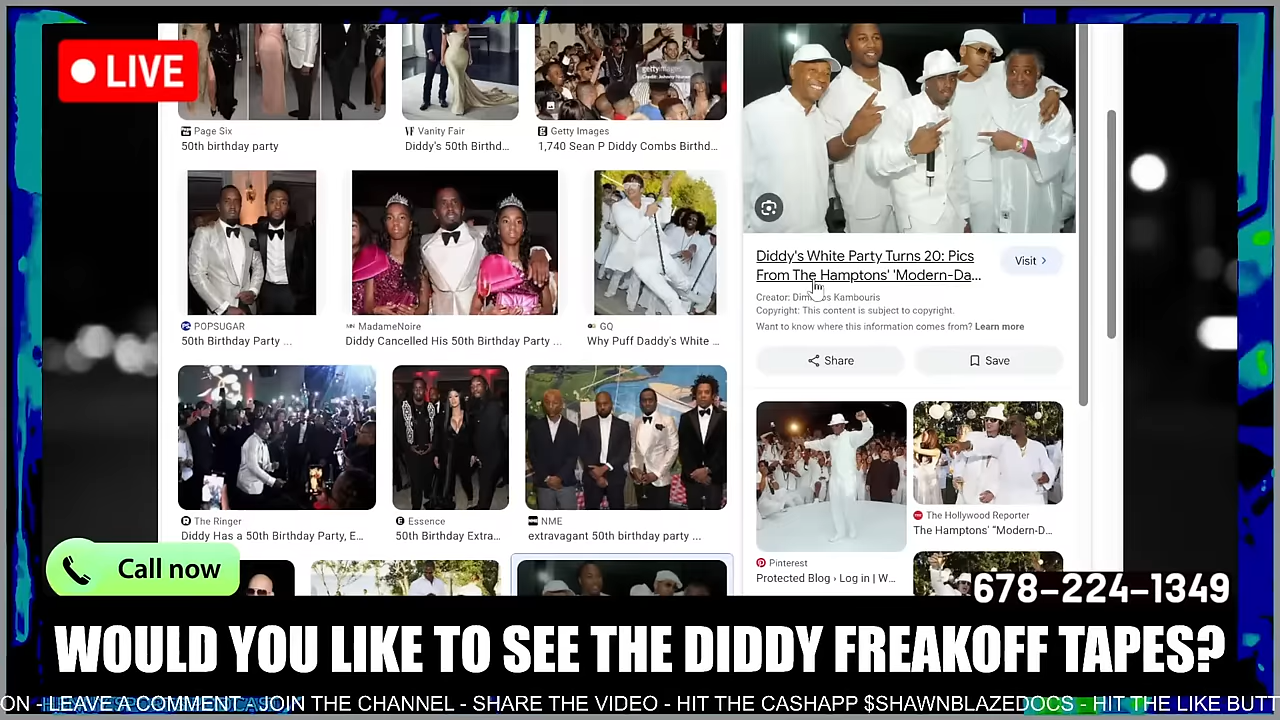 LIVE
Page Six
50th birthday party
VF Vanity Fair
Diddy's 50th Birthd...
gettyimages
Getty Images
1,740 Sean P Diddy Combs Birthd...
POPSUGAR
50th Birthday Party ...
MadameNoire
Diddy Cancelled His 50th Birthday Party ...
GQ
Why Puff Daddy's White ...
The Ringer
Diddy Has a 50th Birthday Party, E...
Essence
50th Birthday Extra...
NME
extravagant 50th birthday party ...
Diddy's White Party Turns 20: Pics
From The Hamptons' 'Modern-Da...
Visit
Creator: Kambouris
Copyright: This content is subject to copyright.
Want to know where this information comes from? Learn more
Share
Save
The Hollywood Reporter
The Hamptons' “Modern-D...
Pinterest
Protected Blog › Log in | W...
Call now
678-224-1349
WOULD YOU LIKE TO SEE THE DIDDY FREAKOFF TAPES?
ON - LEAVE A COMMENT - JOIN THE CHANNEL - SHARE THE VIDEO - HIT THE CASHAPP $SHAWNBLAZEDOCS - HIT THE LIKE BUTT